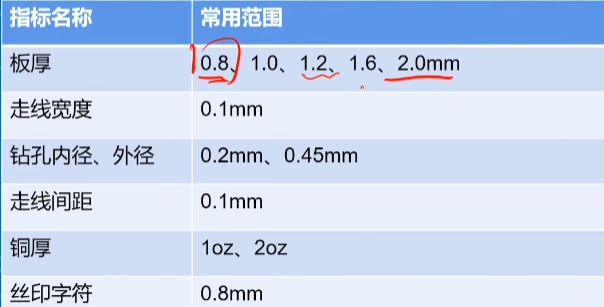 指标名称 常用范围
板厚 0.8、1.0、1.2、1.6、2.0mm
走线宽度 0.1mm
钻孔内径、外径 0.2mm、0.45mm
走线间距 0.1mm
铜厚 1oz、2oz
丝印字符 0.8mm